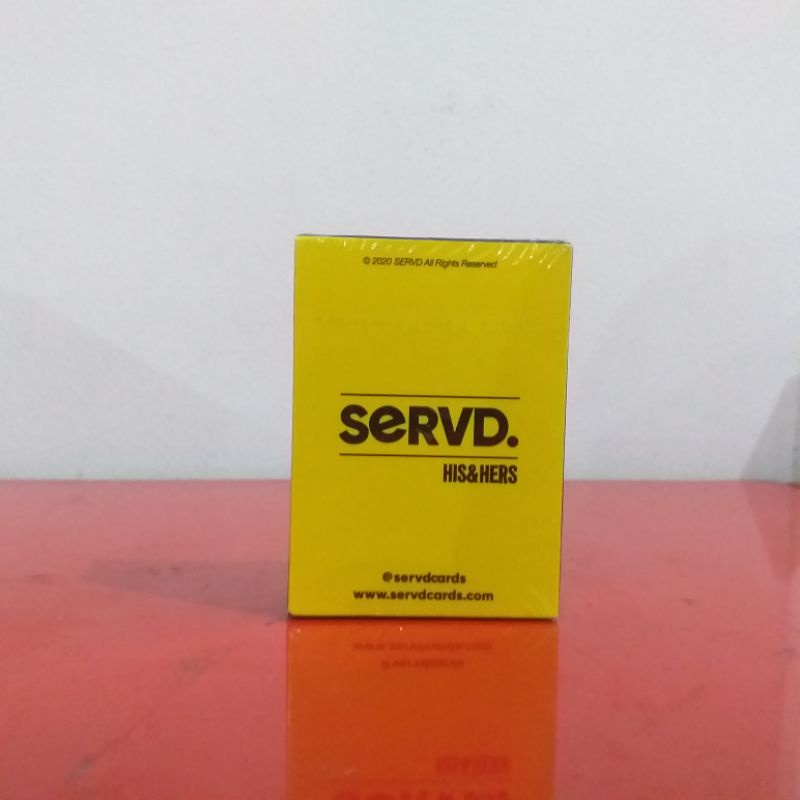 © 2020 SERVD All Rights Reserved
SeRVD.
HIS&HERS
@servdcards
www.servdcards.com